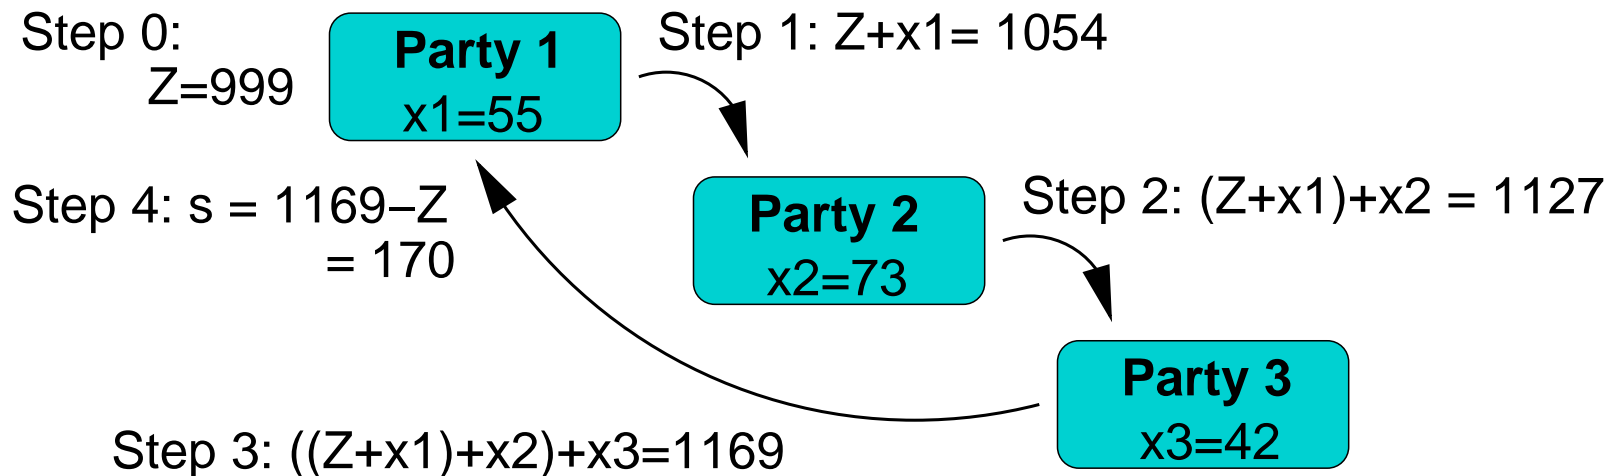 Step 0:
Z=999
Party 1
x1=55
Step 1: Z+x1= 1054
Step 4: s = 1169−Z
= 170
Party 2
x2=73
Step 2: (Z+x1)+x2 = 1127
Party 3
x3=42
Step 3: ((Z+x1)+x2)+x3=1169